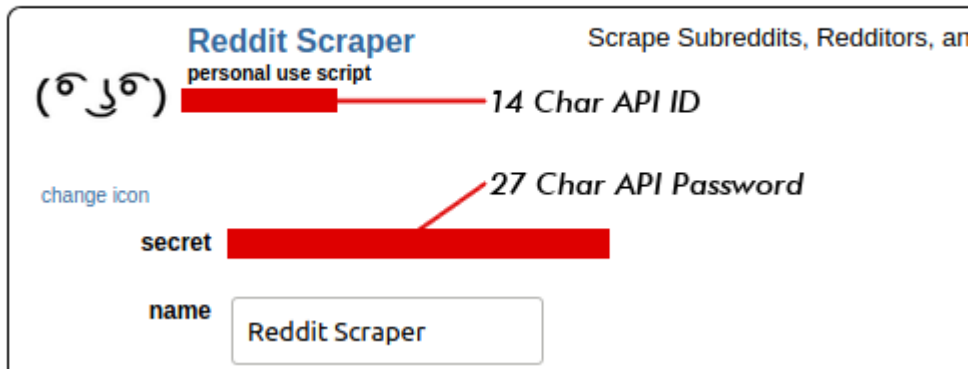 Reddit Scraper
Scrape Subreddits, Redditors, an
personal use script
( ͡° ͜ʖ ͡°)
14 Char API ID
change icon
27 Char API Password
secret
name
Reddit Scraper